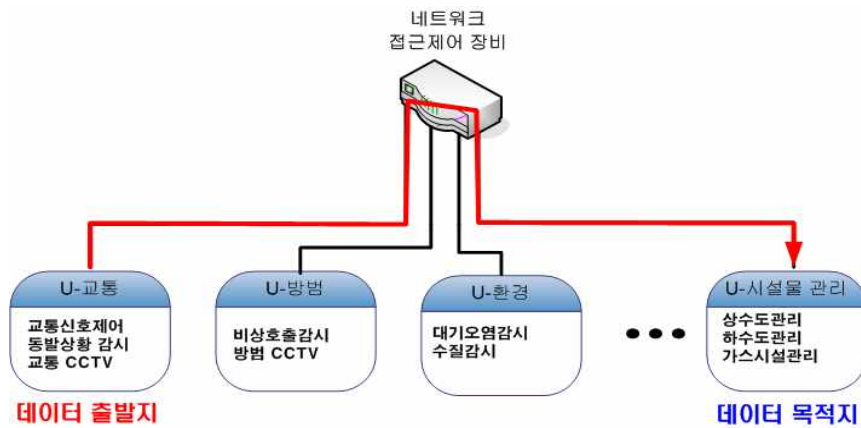 네트워크
접근제어 장비
U-교통
교통신호제어
동발상황 감시
교통 CCTV
U-방범
비상호출감시
방범 CCTV
U-환경
대기오염감시
수질감시
U-시설물 관리
상수도관리
하수도관리
가스시설관리
데이터 출발지
데이터 목적지